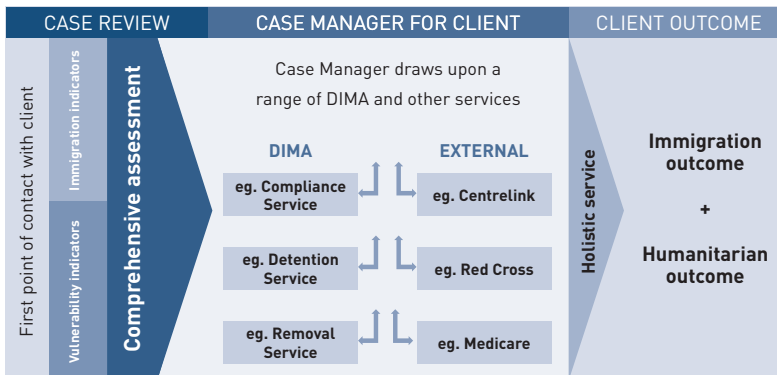 CASE REVIEW
CASE MANAGER FOR CLIENT
CLIENT OUTCOME
First point of contact with client
Immigration indicators
Vulnerability indicators
Comprehensive assessment
Case Manager draws upon a
range of DIMA and other services
DIMA
EXTERNAL
eg. Compliance
Service
eg. Centrelink
eg. Detention
Service
eg. Red Cross
eg. Removal
Service
eg. Medicare
Holistic service
Immigration
outcome
+
Humanitarian
outcome